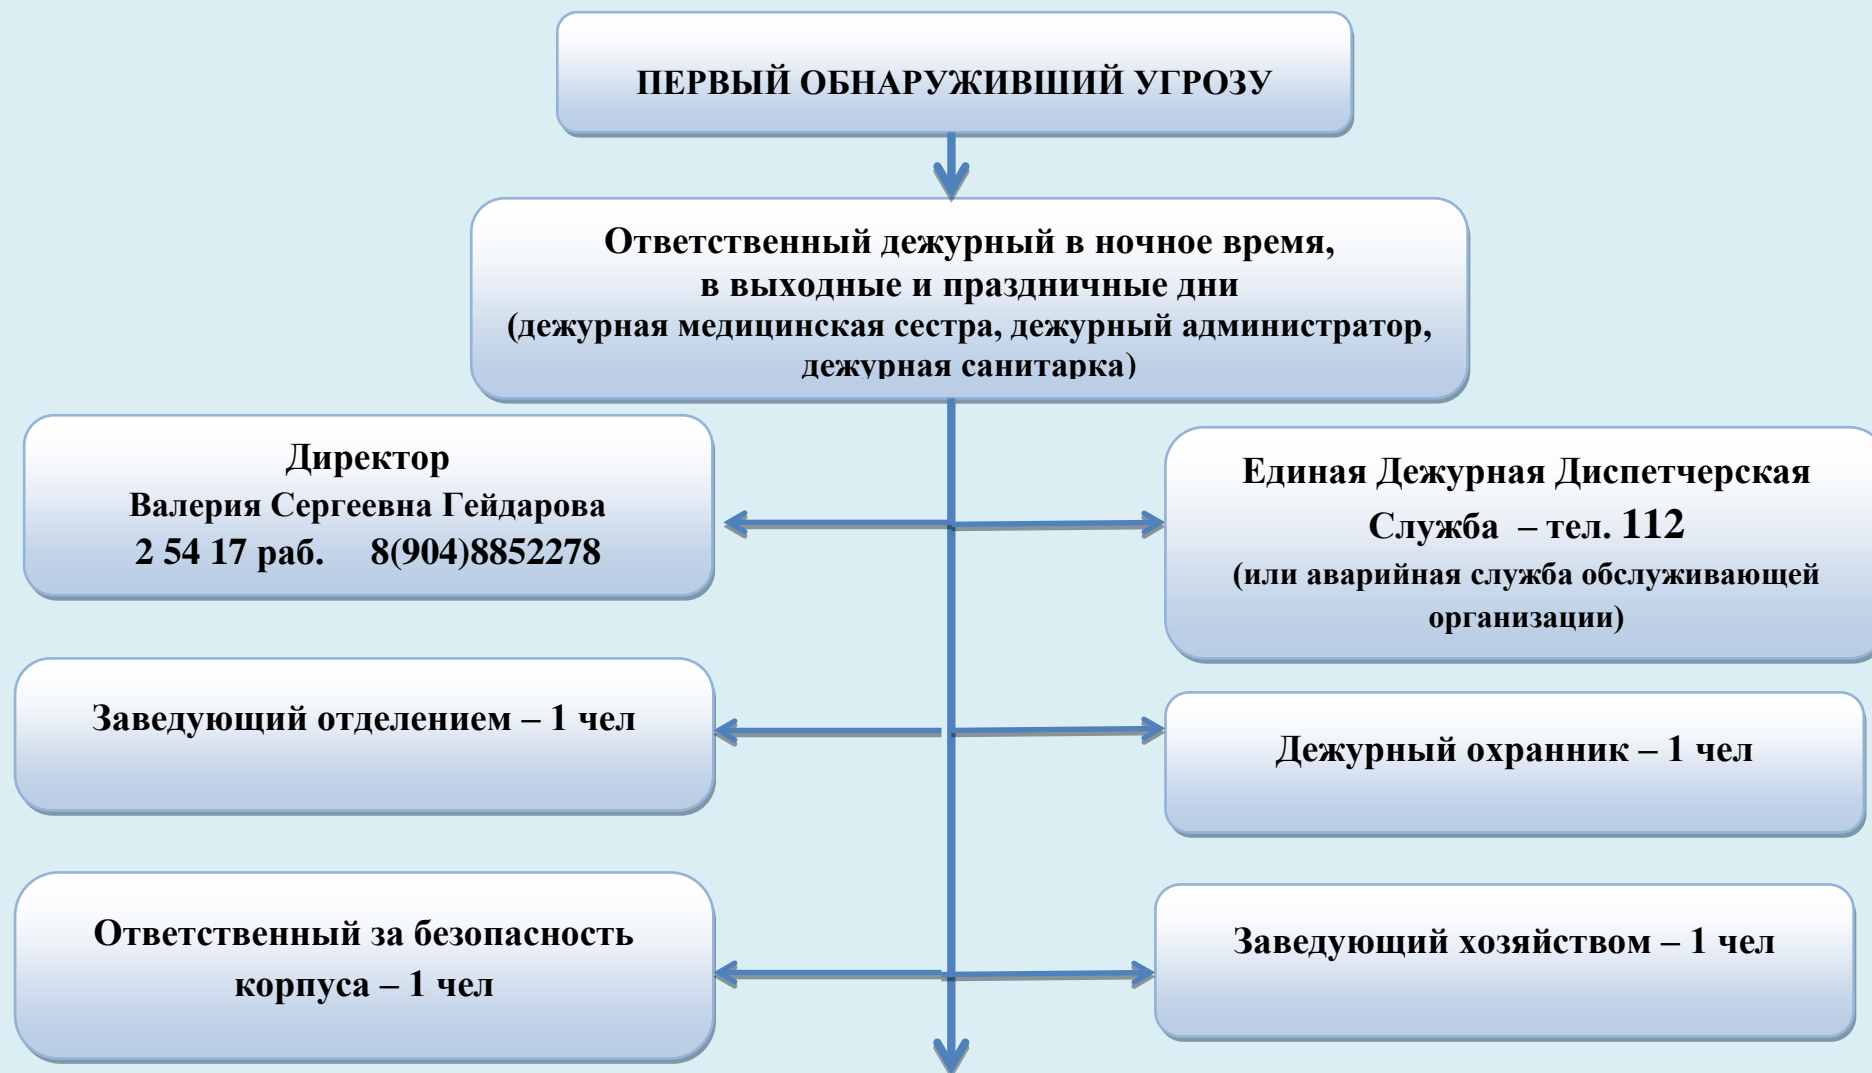 ПЕРВЫЙ ОБНАРУЖИВШИЙ УГРОЗУ
Ответственный дежурный в ночное время,
в выходные и праздничные дни
(дежурная медицинская сестра, дежурный администратор,
дежурная санитарка)
Директор
Валерия Сергеевна Гейдарова
2 54 17 раб. 8(904)8852278
Единая Дежурная Диспетчерская
Служба – тел. 112
(или аварийная служба обслуживающей
организации)
Заведующий отделением – 1 чел
Дежурный охранник – 1 чел
Ответственный за безопасность
корпуса – 1 чел
Заведующий хозяйством – 1 чел